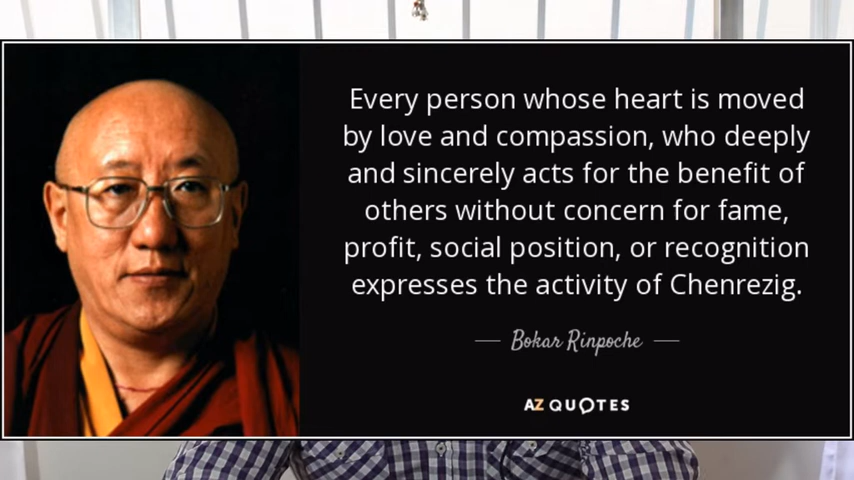 Every person whose heart is moved
by love and compassion, who deeply
and sincerely acts for the benefit of
others without concern for fame,
profit, social position, or recognition
expresses the activity of Chenrezig.
Bokar Rinpoche
AZ QUOTES